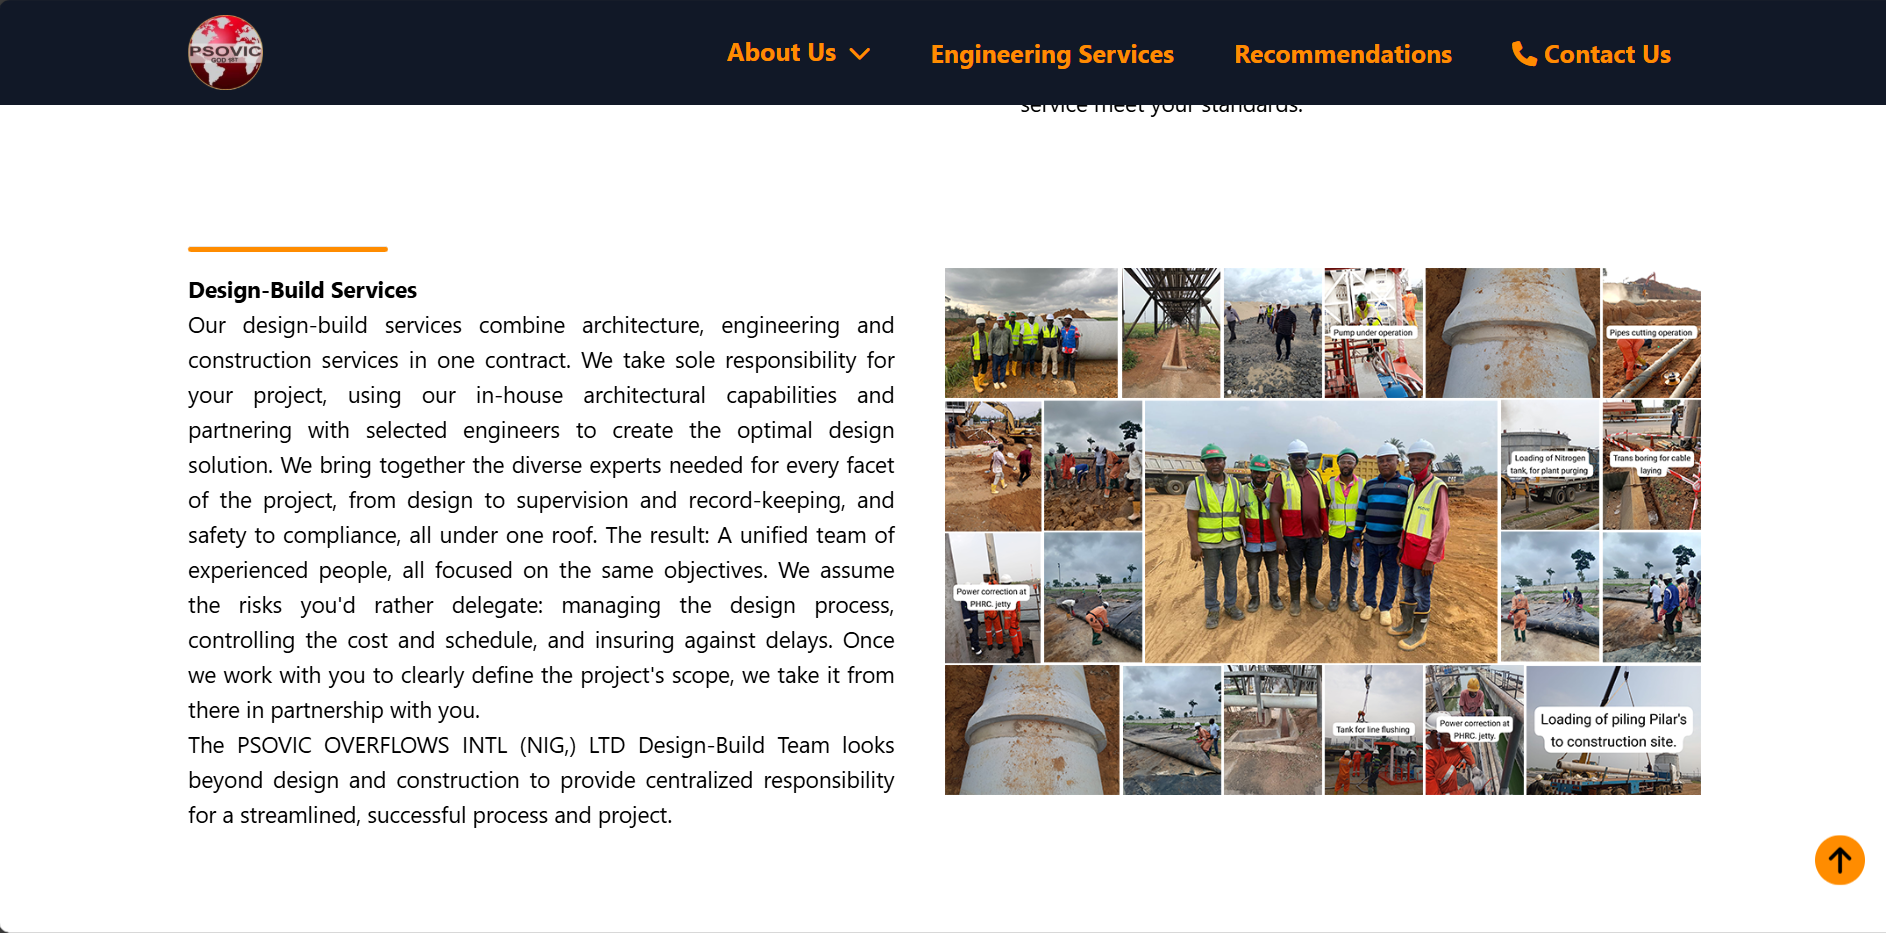 PSOVIC
About Us
Engineering Services
Recommendations
Contact Us
service meet your standards.
Design-Build Services
Our design-build services combine architecture, engineering and
construction services in one contract. We take sole responsibility for
your project, using our in-house architectural capabilities and
partnering with selected engineers to create the optimal design
solution. We bring together the diverse experts needed for every facet
of the project, from design to supervision and record-keeping, and
safety to compliance, all under one roof. The result: A unified team of
experienced people, all focused on the same objectives. We assume
the risks you'd rather delegate: managing the design process,
controlling the cost and schedule, and insuring against delays. Once
we work with you to clearly define the project's scope, we take it from
there in partnership with you.
The PSOVIC OVERFLOWS INTL (NIG,) LTD Design-Build Team looks
beyond design and construction to provide centralized responsibility
for a streamlined, successful process and project.
Pump under operation
Pipes cutting operation
Loading of Nitrogen
tank, for plant purging
Trans boring for cable
laying
Power correction at
PHRC. jetty
Tank for line flushing
Power correction at
PHRC. jetty.
Loading of piling Pilar's
to construction site.